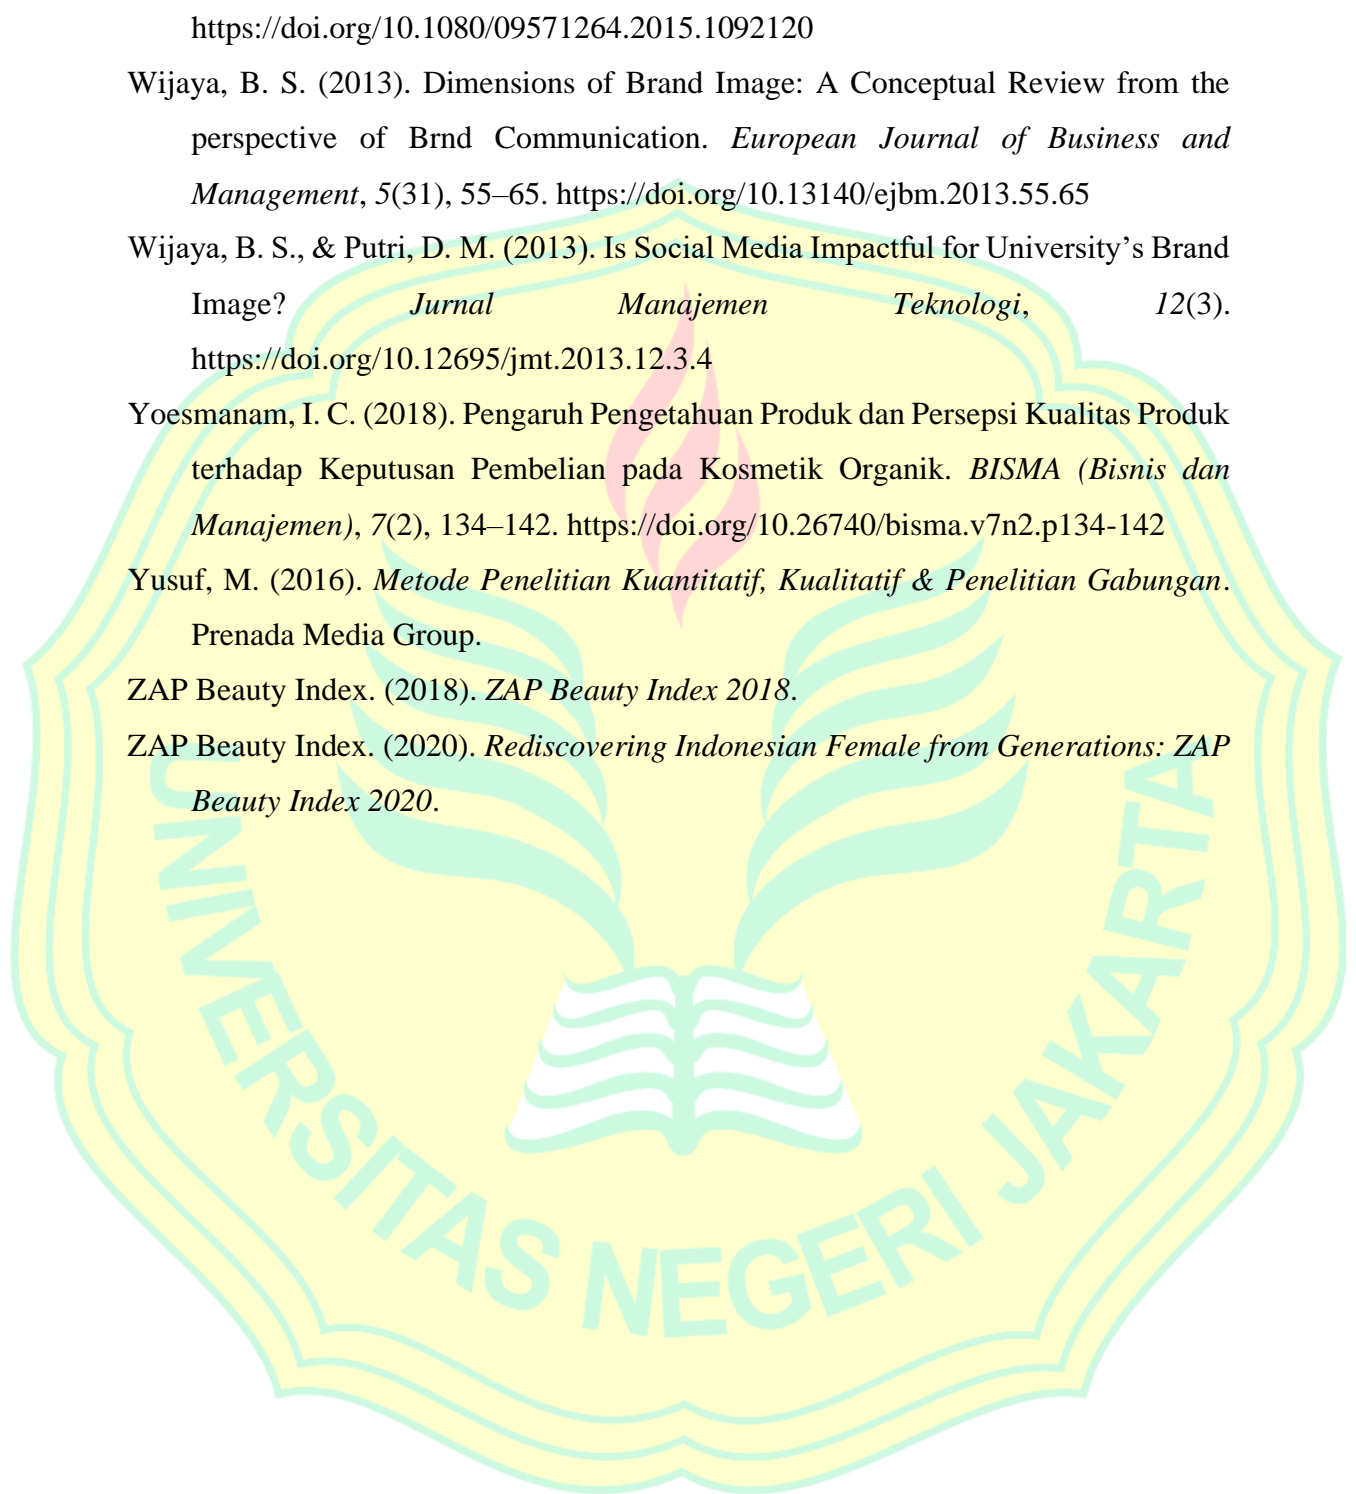 https://doi.org/10.1080/09571264.2015.1092120
Wijaya, B. S. (2013). Dimensions of Brand Image: A Conceptual Review from the
perspective of Brnd Communication. European Journal of Business and
Management, 5(31), 55–65. https://doi.org/10.13140/ejbm.2013.55.65
Wijaya, B. S., & Putri, D. M. (2013). Is Social Media Impactful for University’s Brand
Image? Jurnal Manajemen Teknologi, 12(3).
https://doi.org/10.12695/jmt.2013.12.3.4
Yoesmanam, I. C. (2018). Pengaruh Pengetahuan Produk dan Persepsi Kualitas Produk
terhadap Keputusan Pembelian pada Kosmetik Organik. BISMA (Bisnis dan
Manajemen), 7(2), 134–142. https://doi.org/10.26740/bisma.v7n2.p134-142
Yusuf, M. (2016). Metode Penelitian Kuantitatif, Kualitatif & Penelitian Gabungan.
Prenada Media Group.
ZAP Beauty Index. (2018). ZAP Beauty Index 2018.
ZAP Beauty Index. (2020). Rediscovering Indonesian Female from Generations: ZAP
Beauty Index 2020.
UNIVERSITAS NEGERI JAKARTA